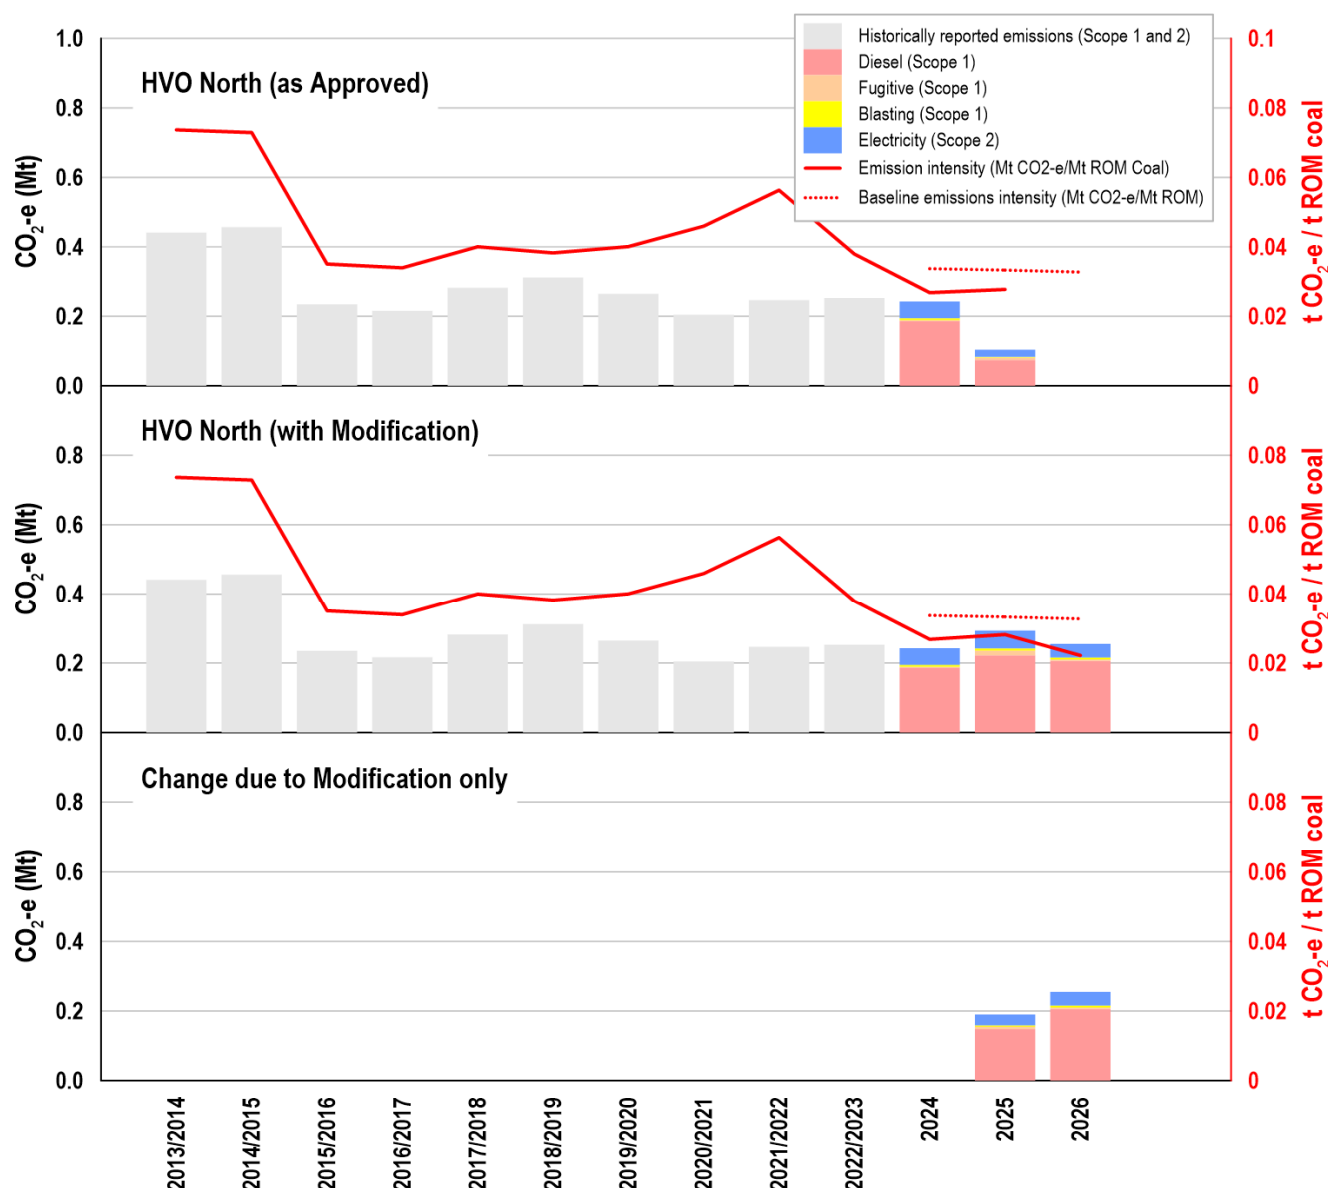 Historically reported emissions (Scope 1 and 2)
Diesel (Scope 1)
Fugitive (Scope 1)
Blasting (Scope 1)
Electricity (Scope 2)
Emission intensity (Mt CO2-e/Mt ROM Coal)
Baseline emissions intensity (Mt CO2-e/Mt ROM)
HVO North (as Approved)
CO₂-e (Mt)
1.0
0.8
0.6
0.4
0.2
0.0
0.1
0.08
0.06
0.04
0.02
0
t CO₂-e / t ROM coal
HVO North (with Modification)
CO₂-e (Mt)
0.8
0.6
0.4
0.2
0.0
0.08
0.06
0.04
0.02
0
t CO₂-e / t ROM coal
Change due to Modification only
CO₂-e (Mt)
0.8
0.6
0.4
0.2
0.0
0.08
0.06
0.04
0.02
0
t CO₂-e / t ROM coal
2013/2014
2014/2015
2015/2016
2016/2017
2017/2018
2018/2019
2019/2020
2020/2021
2021/2022
2022/2023
2024
2025
2026